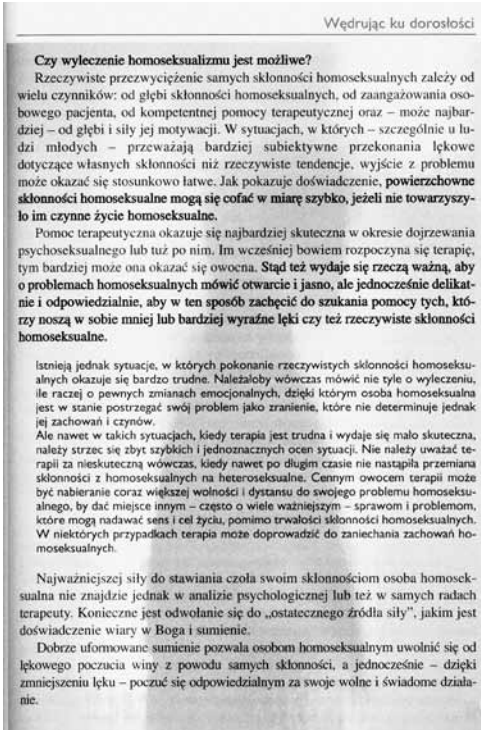 Wędrując ku dorosłości
Czy wyleczenie homoseksualizmu jest możliwe?
Rzeczywiste przezwyciężenie samych skłonności homoseksualnych zależy od
wielu czynników: od głębi skłonności homoseksualnych, od zaangażowania oso-
bowego pacjenta, od kompetentnej pomocy terapeutycznej oraz – może najbar-
dziej – od głębi i siły jej motywacji. W sytuacjach, w których – szczególnie u lu-
dzi młodych – przeważają bardziej subiektywne przekonania lękowe
dotyczące własnych skłonności niż rzeczywiste tendencje, wyjście z problemu
może okazać się stosunkowo łatwe. Jak pokazuje doświadczenie, powierzchowne
skłonności homoseksualne mogą się cofać w miarę szybko, jeżeli nie towarzyszy-
ło im czynne życie homoseksualne.
Pomoc terapeutyczna okazuje się najbardziej skuteczna w okresie dojrzewania
psychoseksualnego lub tuż po nim. Im wcześniej bowiem rozpoczyna się terapię,
tym bardziej może ona okazać się owocna. Stąd też wydaje się rzeczą ważną, aby
o problemach homoseksualnych mówić otwarcie i jasno, ale jednocześnie delikat-
nie i odpowiedzialnie, aby w ten sposób zachęcić do szukania pomocy tych, któ-
rzy noszą w sobie mniej lub bardziej wyraźne lęki czy też rzeczywiste skłonności
homoseksualne.
Istnieją jednak sytuacje, w których pokonanie rzeczywistych skłonności homoseksu-
alnych okazuje się bardzo trudne. Należałoby wówczas mówić nie tyle o wyleczeniu,
ile raczej o pewnych zmianach emocjonalnych, dzięki którym osoba homoseksualna
jest w stanie postrzegać swój problem jako zranienie, które nie determinuje jednak
jej zachowań i czynów.
Ale nawet w takich sytuacjach, kiedy terapia jest trudna i wydaje się mało skuteczna,
należy strzec się zbyt szybkich i jednoznacznych ocen sytuacji. Nie należy uważać te-
rapii za nieskuteczną wówczas, kiedy nawet po długim czasie nie nastąpiła przemiana
skłonności z homoseksualnych na heteroseksualne. Cennym owocem terapii może
być nabieranie coraz większej wolności i dystansu do swojego problemu homoseksu-
alnego, by dać miejsce innym – często o wiele ważniejszym – sprawom i problemom,
które mogą nadawać sens i cel życiu, pomimo trwałości skłonności homoseksualnych.
W niektórych przypadkach terapia może doprowadzić do zaniechania zachowań ho-
moseksualnych.
Najważniejszej siły do stawiania czoła swoim skłonnościom osoba homosek-
sualna nie znajdzie jednak w analizie psychologicznej lub też w samych radach
terapeuty. Konieczne jest odwołanie się do „ostatecznego źródła siły”, jakim jest
doświadczenie wiary w Boga i sumienie.
Dobrze uformowane sumienie pozwala osobom homoseksualnym uwolnić się od
lękowego poczucia winy z powodu samych skłonności, a jednocześnie – dzięki
zmniejszeniu lęku – poczuć się odpowiedzialnym za swoje wolne i świadome działa-
nie.